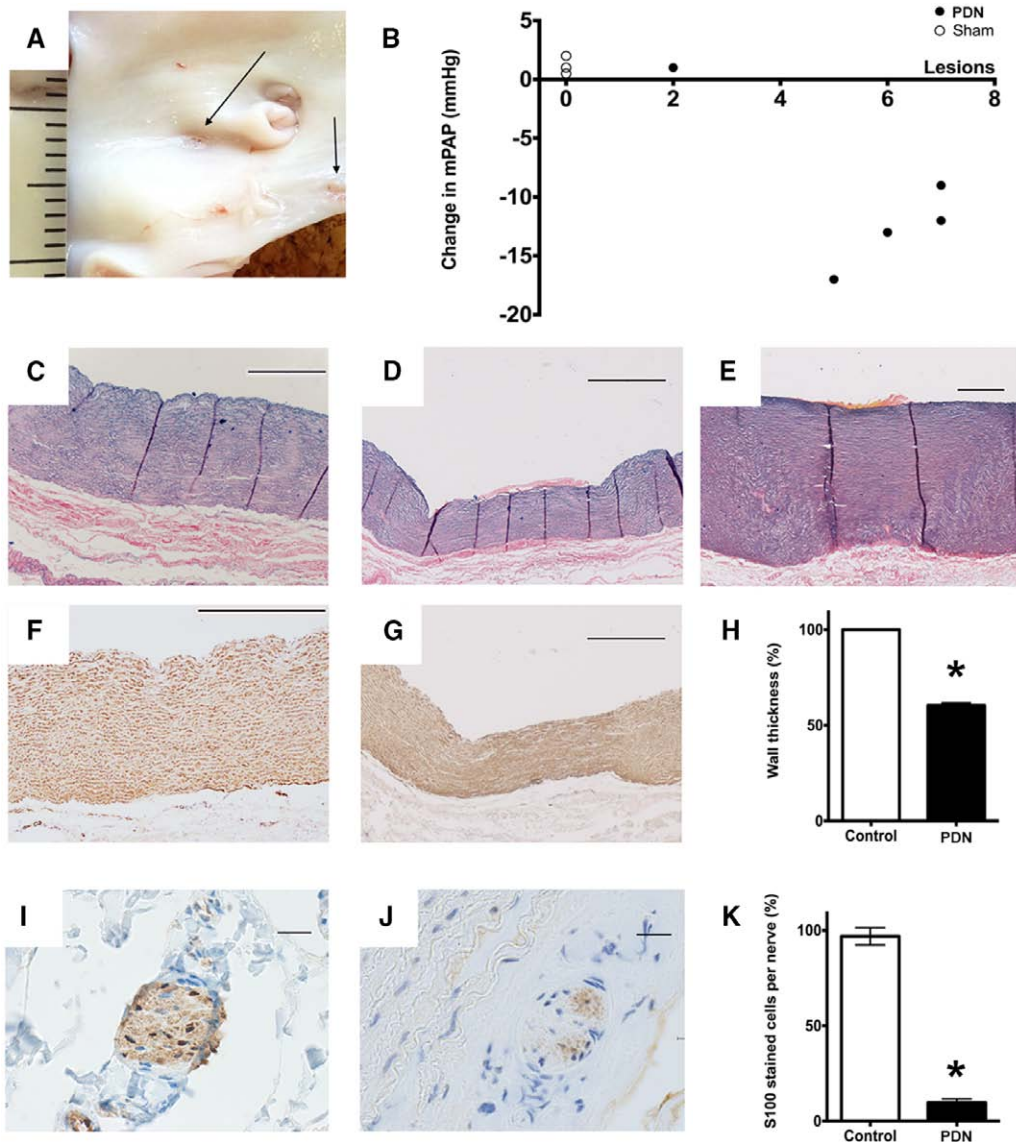 A
B
PDN
Sham
Lesions
Change in mPAP (mmHg)
5
0
-5
-10
-15
-20
0
2
4
6
8
C
D
E
F
G
H
Wall thickness (%)
100
50
0
Control
PDN
*
I
J
K
S100 stained cells per nerve (%)
100
50
0
Control
PDN
*